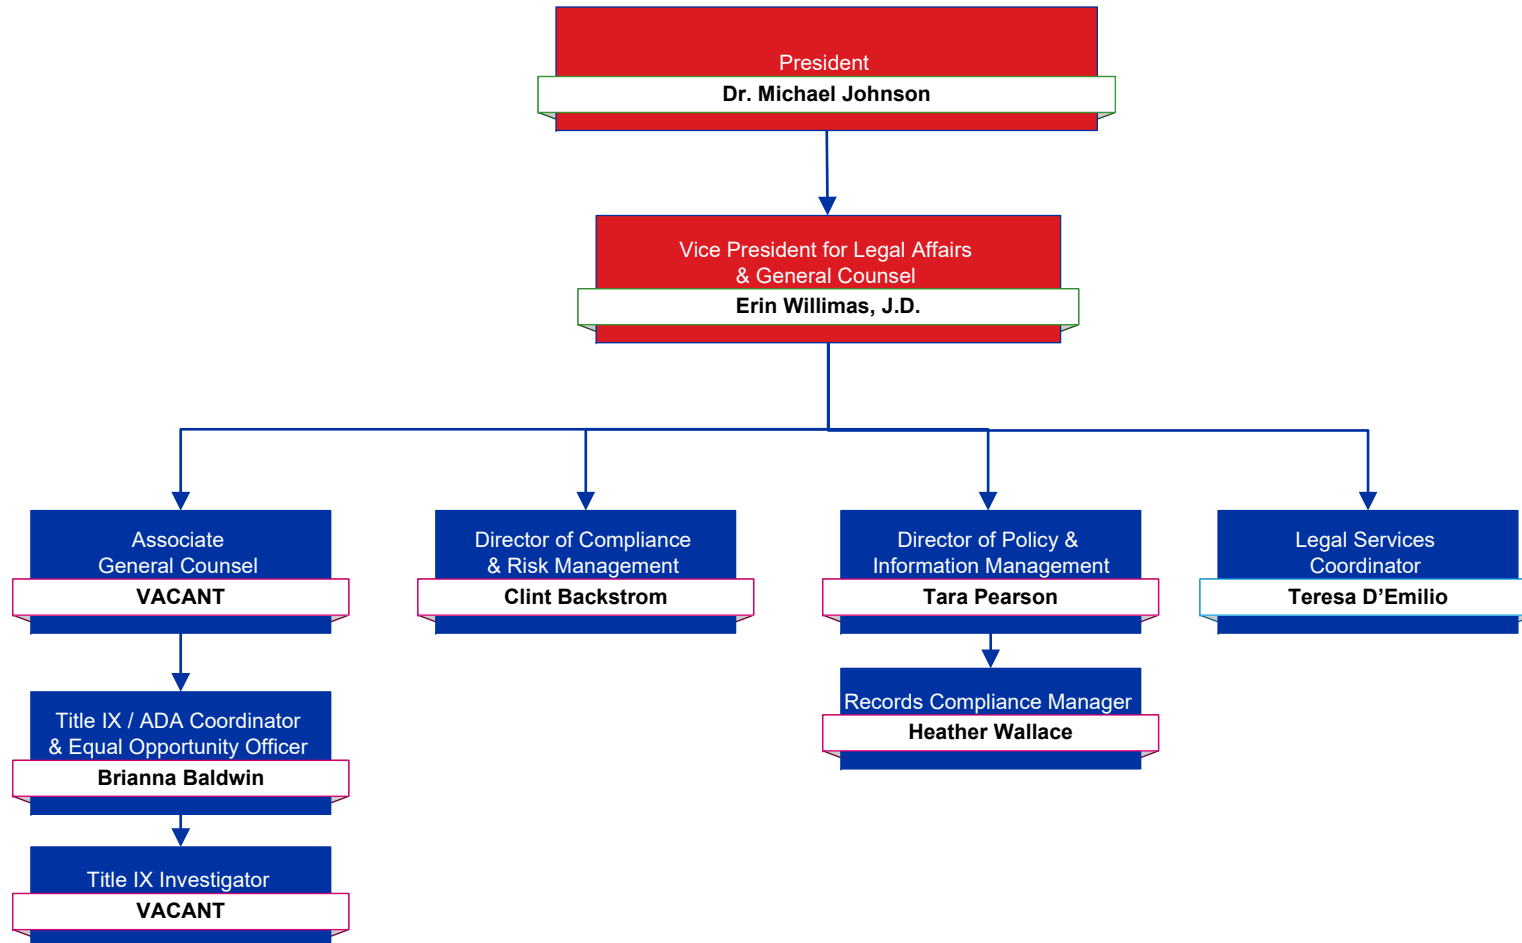 President
Dr. Michael Johnson
Vice President for Legal Affairs
& General Counsel
Erin Willimas, J.D.
Associate
General Counsel
VACANT
Director of Compliance
& Risk Management
Clint Backstrom
Director of Policy &
Information Management
Tara Pearson
Legal Services
Coordinator
Teresa D’Emilio
Title IX / ADA Coordinator
& Equal Opportunity Officer
Brianna Baldwin
Records Compliance Manager
Heather Wallace
Title IX Investigator
VACANT